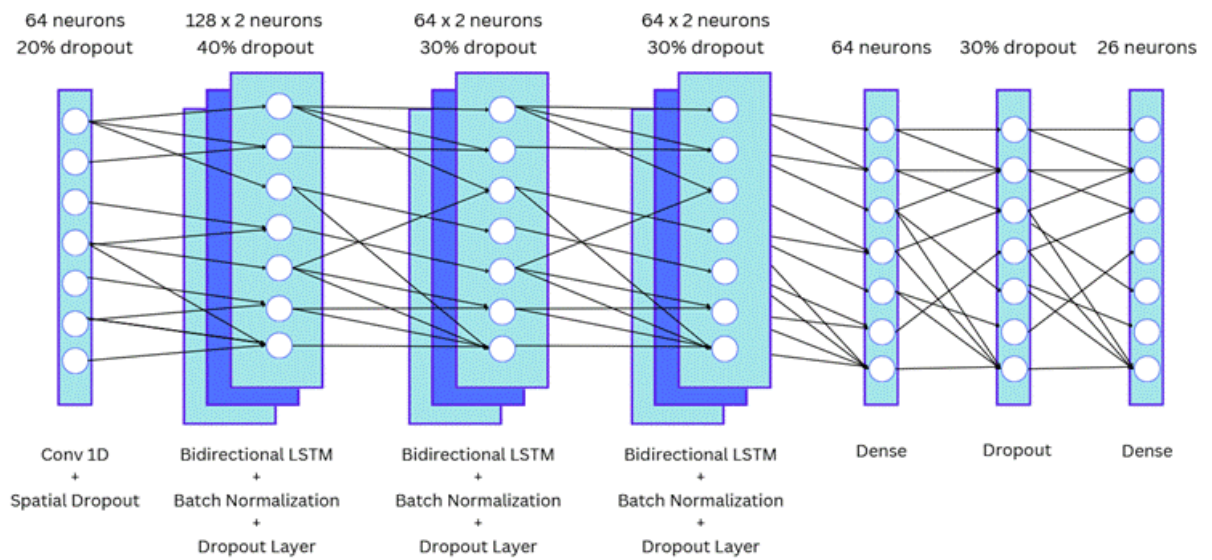 64 neurons
20% dropout
128 x 2 neurons
40% dropout
64 x 2 neurons
30% dropout
64 x 2 neurons
30% dropout
64 neurons
30% dropout
26 neurons
Conv 1D
+
Spatial Dropout
Bidirectional LSTM
+
Batch Normalization
+
Dropout Layer
Bidirectional LSTM
+
Batch Normalization
+
Dropout Layer
Bidirectional LSTM
+
Batch Normalization
+
Dropout Layer
Dense
Dropout
Dense